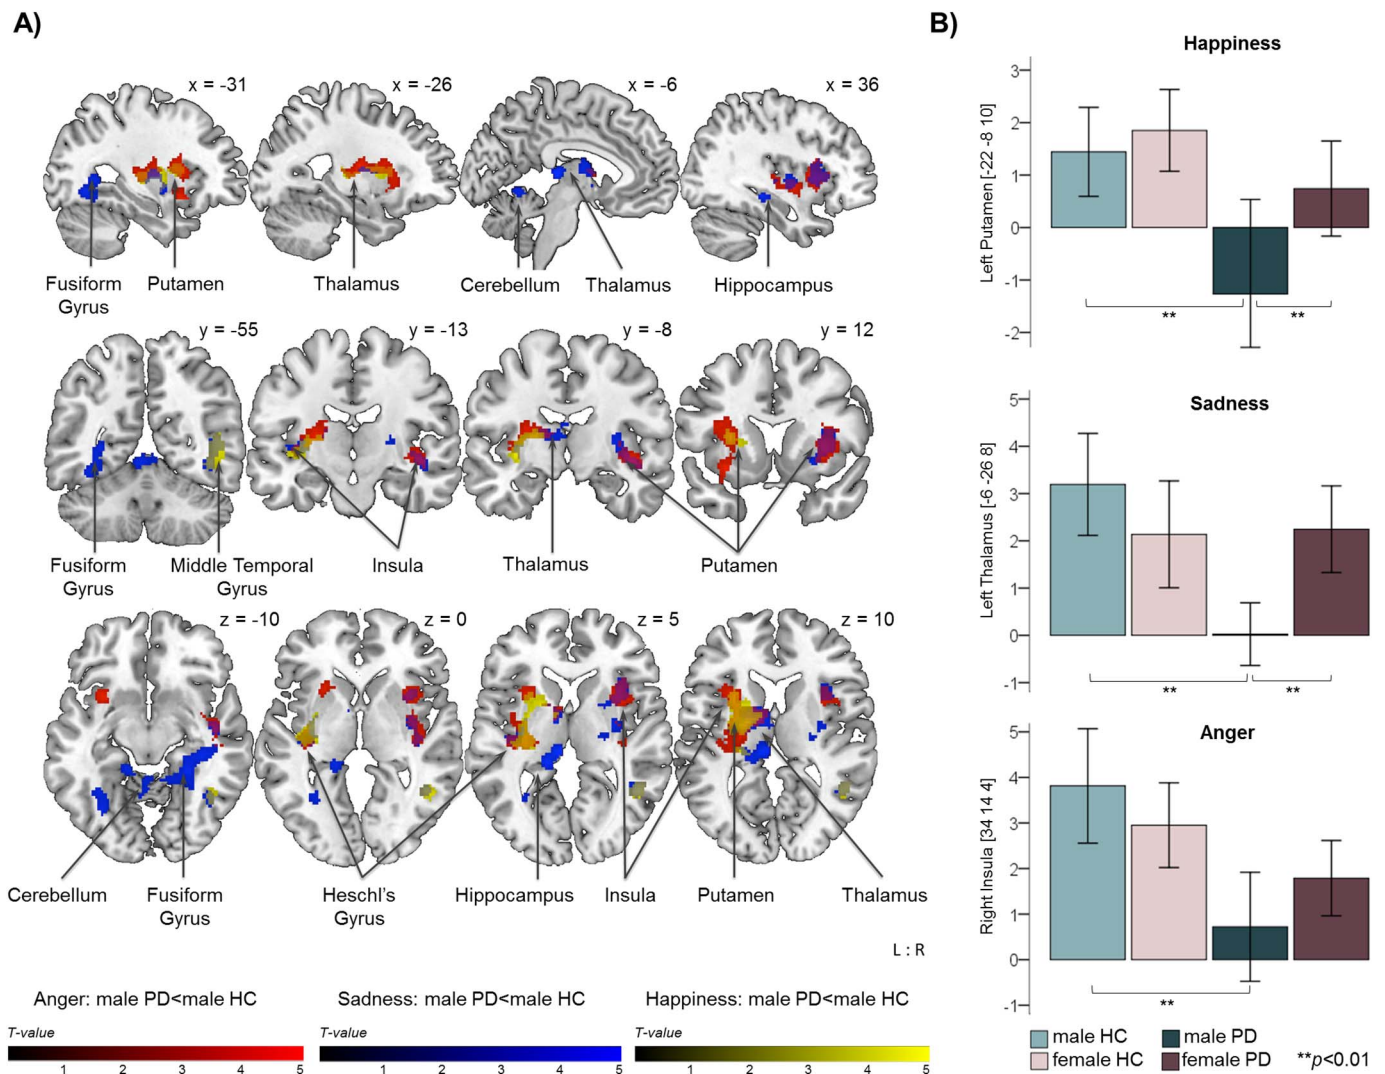 A)
x = -31
x = -26
x = -6
x = 36
Fusiform
Gyrus
Putamen
Thalamus
Cerebellum
Thalamus
Hippocampus
y = -55
y = -13
y = -8
y = 12
Fusiform
Gyrus
Middle Temporal
Gyrus
Insula
Thalamus
Putamen
z = -10
z = 0
z = 5
z = 10
Cerebellum
Fusiform
Gyrus
Heschl's
Gyrus
Hippocampus
Insula
Putamen
Thalamus
L : R
Anger: male PD<male HC
T-value
1 2 3 4 5
Sadness: male PD<male HC
T-value
1 2 3 4 5
Happiness: male PD<male HC
T-value
1 2 3 4 5
B)
Happiness
Left Putamen [-22 -8 10]
3
2
1
0
-1
-2
**
**
Sadness
Left Thalamus [-6 -26 8]
5
4
3
2
1
0
-1
**
**
Anger
Right Insula [34 14 4]
5
4
3
2
1
0
-1
**
male HC
male PD
female HC
female PD
**p<0.01